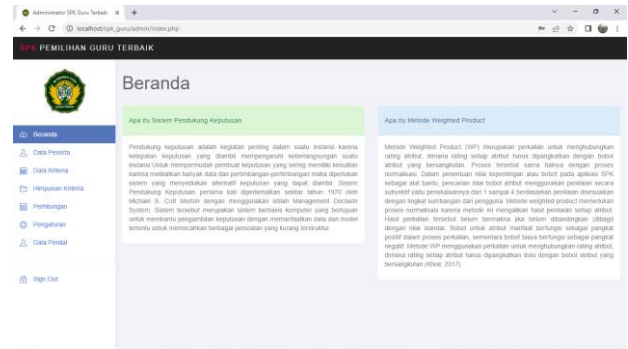 Administrator SPK Guru Terbaik
localhost/spk_guru/admin/index.php
SPK PEMILIHAN GURU TERBAIK
Beranda
Beranda
Data Peserta
Data Kriteria
Himpunan Kriteria
Perhitungan
Pengaturan
Data Penilai
Sign Out
Apa itu Sistem Pendukung Keputusan
Pendukung keputusan adalah kegiatan penting dalam suatu instansi karena
ketepatan keputusan yang diambil mempengaruhi keberlangsungan suatu
instansi.Untuk mempermudah pembuat keputusan yang sering memiliki kesulitan
karena melibatkan banyak data dan pertimbangan-pertimbangan maka diperlukan
sistem yang menyediakan alternatif keputusan yang dapat diambil. Sistem
Pendukung Keputusan pertama kali diperkenalkan sekitar tahun 1970 oleh
Michael S. Cott Morton dengan menggunakan istilah Management Decision
System. Sistem tersebut merupakan sistem berbasis komputer yang bertujuan
untuk membantu pengambilan keputusan dengan memanfaatkan data dan model
tertentu untuk memecahkan berbagai persoalan yang kurang terstruktur.
Apa itu Metode Weighted Product
Metode Weighted Product (WP) merupakan perkalian untuk menghubungkan
rating atribut, dimana rating setiap atribut harus dipangkatkan dengan bobot
atribut yang bersangkutan. Proses tersebut sama halnya dengan proses
normalisasi. Dalam penentuan nilai kepentingan atau bobot pada aplikasi SPK
sebagai alat bantu, pencarian nilai bobot atribut menggunakan penilaian secara
subyektif yaitu penskalaannya dari 1 sampai 4 berdasarkan penilaian disesuaikan
dengan tingkat sumbangan dari pengguna. Metode weighted product memerlukan
proses normalisasi karena metode ini mengalikan hasil penilaian setiap atribut.
Hasil perkalian tersebut belum bermakna jika belum dibandingkan (dibagi)
dengan nilai standar. Bobot untuk atribut manfaat berfungsi sebagai pangkat
positif dalam proses perkalian, sementara bobot biaya berfungsi sebagai pangkat
negatif. Metode WP menggunakan perkalian untuk menghubungkan rating atribut,
dimana rating setiap atribut harus dipangkatkan dulu dengan bobot atribut yang
bersangkutan (Khoe, 2017).